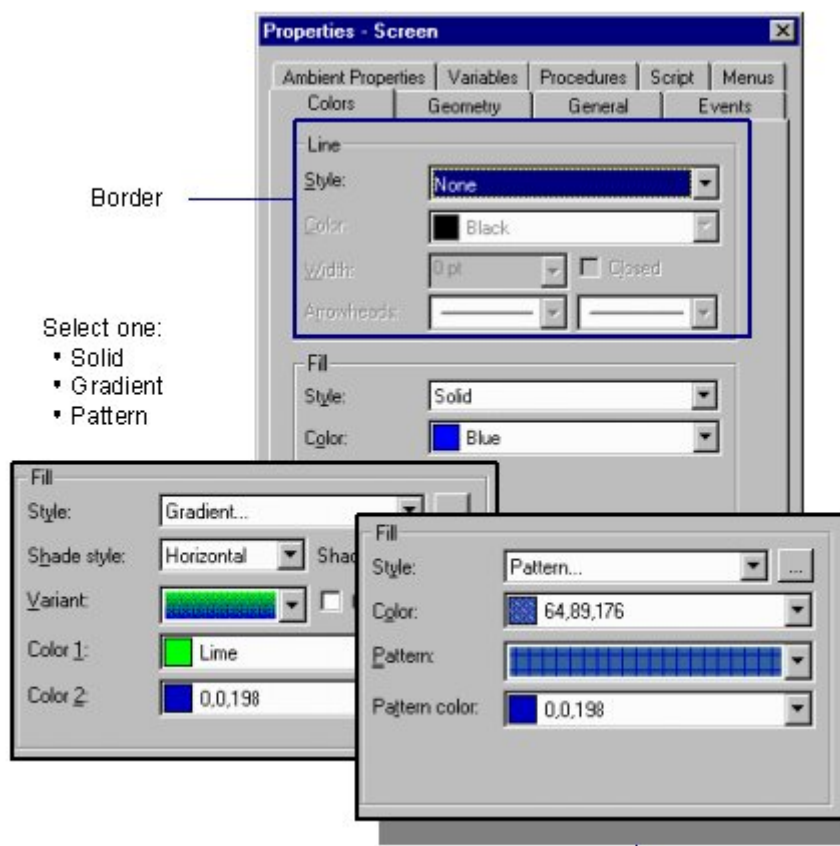 Properties - Screen
Ambient Properties Variables Procedures Script Menus
Colors Geometry General Events
Line
Border
Style: None
Color: Black
Width: 0 pt Closed
Arrowheads:
Select one:
• Solid
• Gradient
• Pattern
Fill
Style: Solid
Color: Blue
Fill
Style: Gradient...
Shade style: Horizontal
Variant:
Color 1: Lime
Color 2: 0,0,198
Fill
Style: Pattern... ...
Color: 64,89,176
Pattern:
Pattern color: 0,0,198